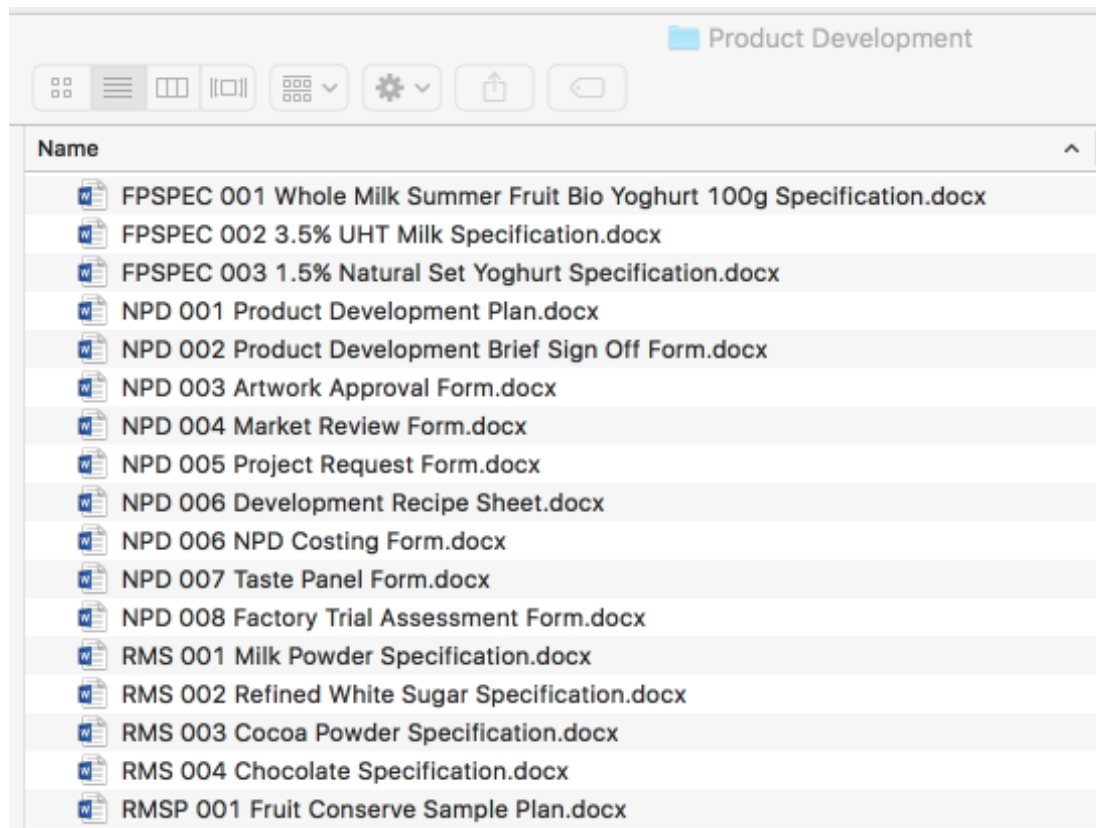 Product Development
Name
FPSPEC 001 Whole Milk Summer Fruit Bio Yoghurt 100g Specification.docx
FPSPEC 002 3.5% UHT Milk Specification.docx
FPSPEC 003 1.5% Natural Set Yoghurt Specification.docx
NPD 001 Product Development Plan.docx
NPD 002 Product Development Brief Sign Off Form.docx
NPD 003 Artwork Approval Form.docx
NPD 004 Market Review Form.docx
NPD 005 Project Request Form.docx
NPD 006 Development Recipe Sheet.docx
NPD 006 NPD Costing Form.docx
NPD 007 Taste Panel Form.docx
NPD 008 Factory Trial Assessment Form.docx
RMS 001 Milk Powder Specification.docx
RMS 002 Refined White Sugar Specification.docx
RMS 003 Cocoa Powder Specification.docx
RMS 004 Chocolate Specification.docx
RMSP 001 Fruit Conserve Sample Plan.docx